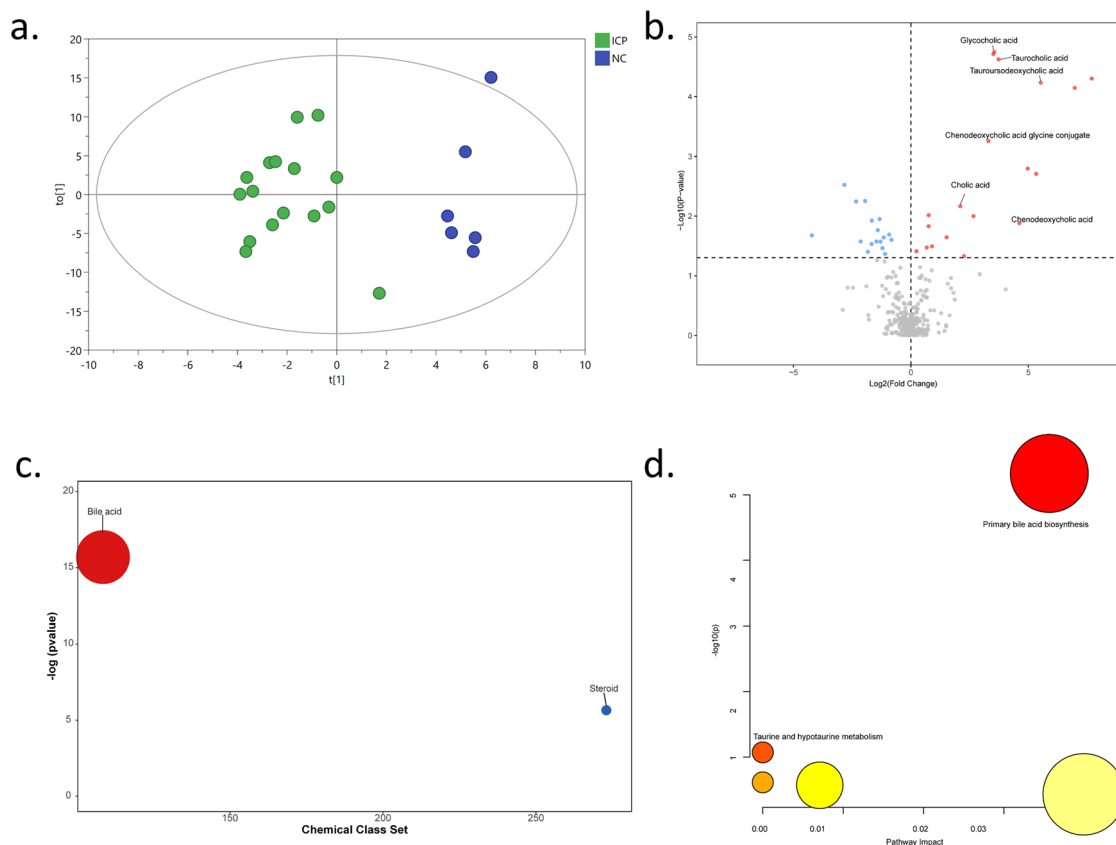 a.
ICP
NC
20
15
10
5
0
-5
-10
-15
-20
to[1]
-10
-8
-6
-4
-2
0
2
4
6
8
10
t[1]
b.
5
4
3
2
1
0
−Log10(P-value)
Glycocholic acid
Taurocholic acid
Tauroursodeoxycholic acid
Chenodeoxycholic acid glycine conjugate
Cholic acid
Chenodeoxycholic acid
−5
0
5
Log2(Fold Change)
c.
20
15
10
5
0
-log (pvalue)
Bile acid
Steroid
150
200
250
Chemical Class Set
d.
5
4
3
2
1
-log10(p)
Primary bile acid biosynthesis
Taurine and hypotaurine metabolism
0.00
0.01
0.02
0.03
Pathway Impact